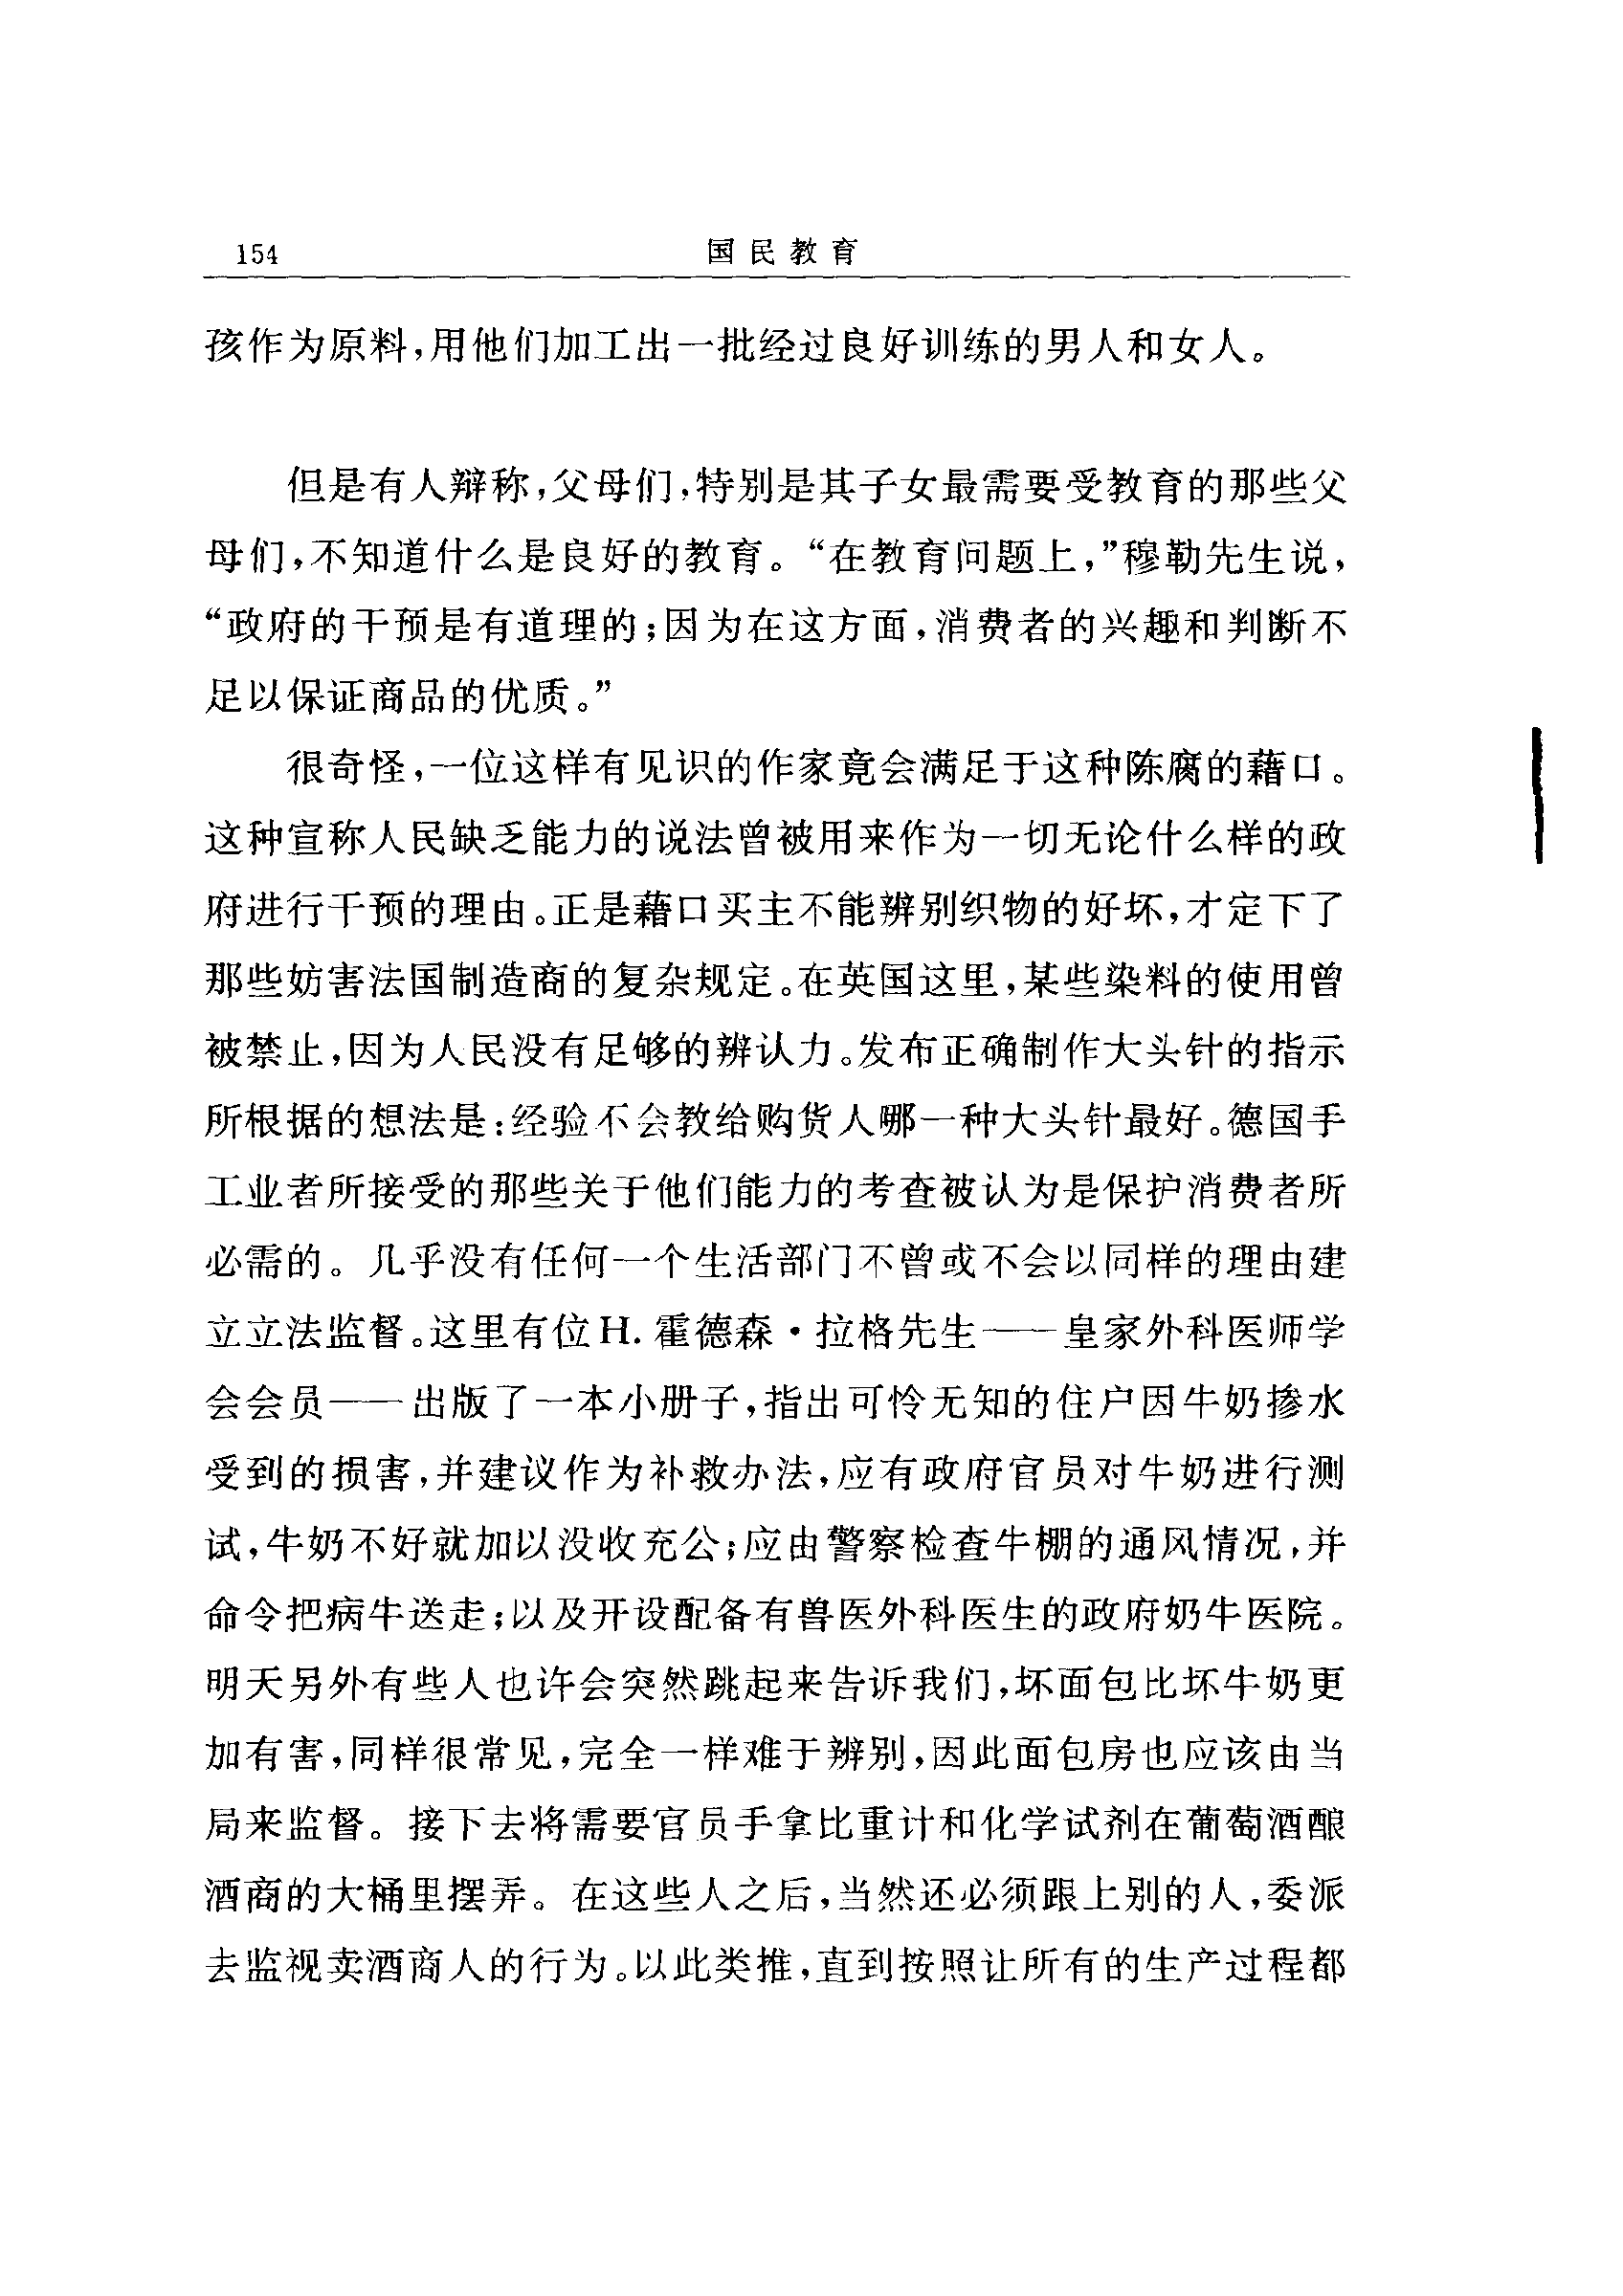 154 国民教育
孩作为原料，用他们加工出一批经过良好训练的男人和女人。
但是有人辩称，父母们，特别是其子女最需要受教育的那些父
母们，不知道什么是良好的教育。“在教育问题上，”穆勒先生说，
“政府的干预是有道理的；因为在这方面，消费者的兴趣和判断不
足以保证商品的优质。”
很奇怪，一位这样有见识的作家竟会满足于这种陈腐的藉口。
这种宣称人民缺乏能力的说法曾被用来作为一切无论什么样的政
府进行干预的理由。正是藉口买主不能辨别织物的好坏，才定下了
那些妨害法国制造商的复杂规定。在英国这里，某些染料的使用曾
被禁止，因为人民没有足够的辨认力。发布正确制作大头针的指示
所根据的想法是：经验不会教给购货人哪一种大头针最好。德国手
工业者所接受的那些关于他们能力的考查被认为是保护消费者所
必需的。几乎没有任何一个生活部门不曾或不会以同样的理由建
立立法监督。这里有位H.霍德森·拉格先生——皇家外科医师学
会会员——出版了一本小册子，指出可怜无知的住户因牛奶掺水
受到的损害，并建议作为补救办法，应有政府官员对牛奶进行测
试，牛奶不好就加以没收充公；应由警察检查牛棚的通风情况，并
命令把病牛送走；以及开设配备有兽医外科医生的政府奶牛医院。
明天另外有些人也许会突然跳起来告诉我们，坏面包比坏牛奶更
加有害，同样很常见，完全一样难于辨别，因此面包房也应该由当
局来监督。接下去将需要官员手拿比重计和化学试剂在葡萄酒酿
酒商的大桶里摆弄。在这些人之后，当然还必须跟上别的人，委派
去监视卖酒商人的行为。以此类推，直到按照让所有的生产过程都